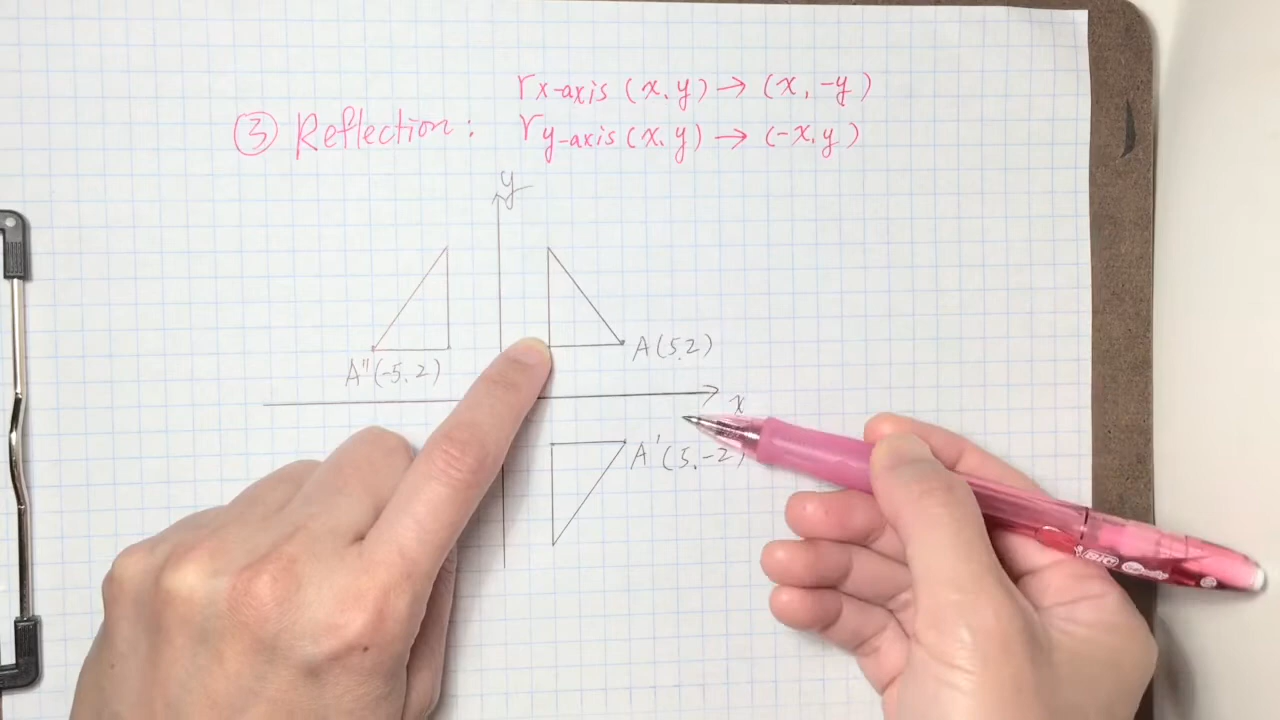 rx-axis (x,y) → (x,-y)
③ Reflection: ry-axis (x,y) → (-x,y)
y
A(5,2)
A''(-5,2)
x
A'(5,-2)
BIC